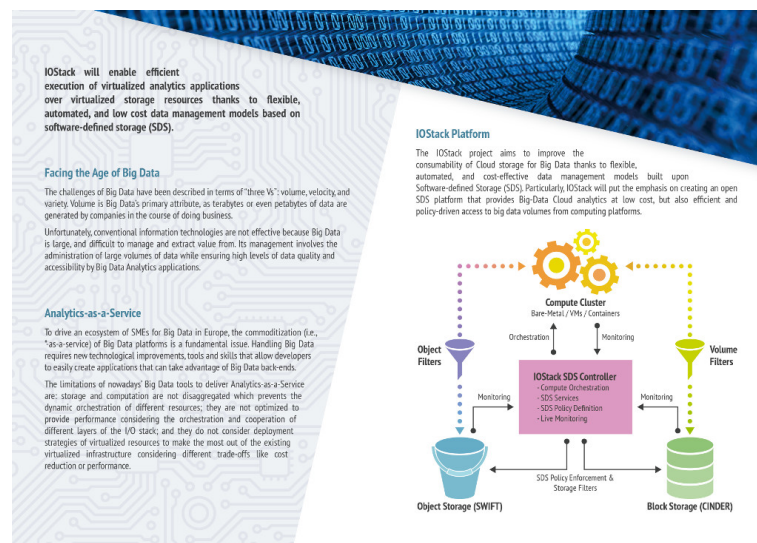 IOStack will enable efficient
execution of virtualized analytics applications
over virtualized storage resources thanks to flexible,
automated, and low cost data management models based on
software-defined storage (SDS).
Facing the Age of Big Data
The challenges of Big Data have been described in terms of "three Vs": volume, velocity, and
variety. Volume is Big Data's primary attribute, as terabytes or even petabytes of data are
generated by companies in the course of doing business.
Unfortunately, conventional information technologies are not effective because Big Data
is large, and difficult to manage and extract value from. Its management involves the
administration of large volumes of data while ensuring high levels of data quality and
accessibility by Big Data Analytics applications.
Analytics-as-a-Service
To drive an ecosystem of SMEs for Big Data in Europe, the commoditization (i.e.,
*-as-a-service) of Big Data platforms is a fundamental issue. Handling Big Data
requires new technological improvements, tools and skills that allow developers
to easily create applications that can take advantage of Big Data back-ends.
The limitations of nowadays' Big Data tools to deliver Analytics-as-a-Service
are: storage and computation are not disaggregated which prevents the
dynamic orchestration of different resources; they are not optimized to
provide performance considering the orchestration and cooperation of
different layers of the I/O stack; and they do not consider deployment
strategies of virtualized resources to make the most out of the existing
virtualized infrastructure considering different trade-offs like cost
reduction or performance.
IOStack Platform
The IOStack project aims to improve the
consumability of Cloud storage for Big Data thanks to flexible,
automated, and cost-effective data management models built upon
Software-defined Storage (SDS). Particularly, IOStack will put the emphasis on creating an open
SDS platform that provides Big-Data Cloud analytics at low cost, but also efficient and
policy-driven access to big data volumes from computing platforms.
Compute Cluster
Bare-Metal / VMs / Containers
Orchestration
Monitoring
Object
Filters
Volume
Filters
IOStack SDS Controller
- Compute Orchestration
- SDS Services
- SDS Policy Definition
- Live Monitoring
Monitoring
Monitoring
SDS Policy Enforcement &
Storage Filters
Object Storage (SWIFT)
Block Storage (CINDER)